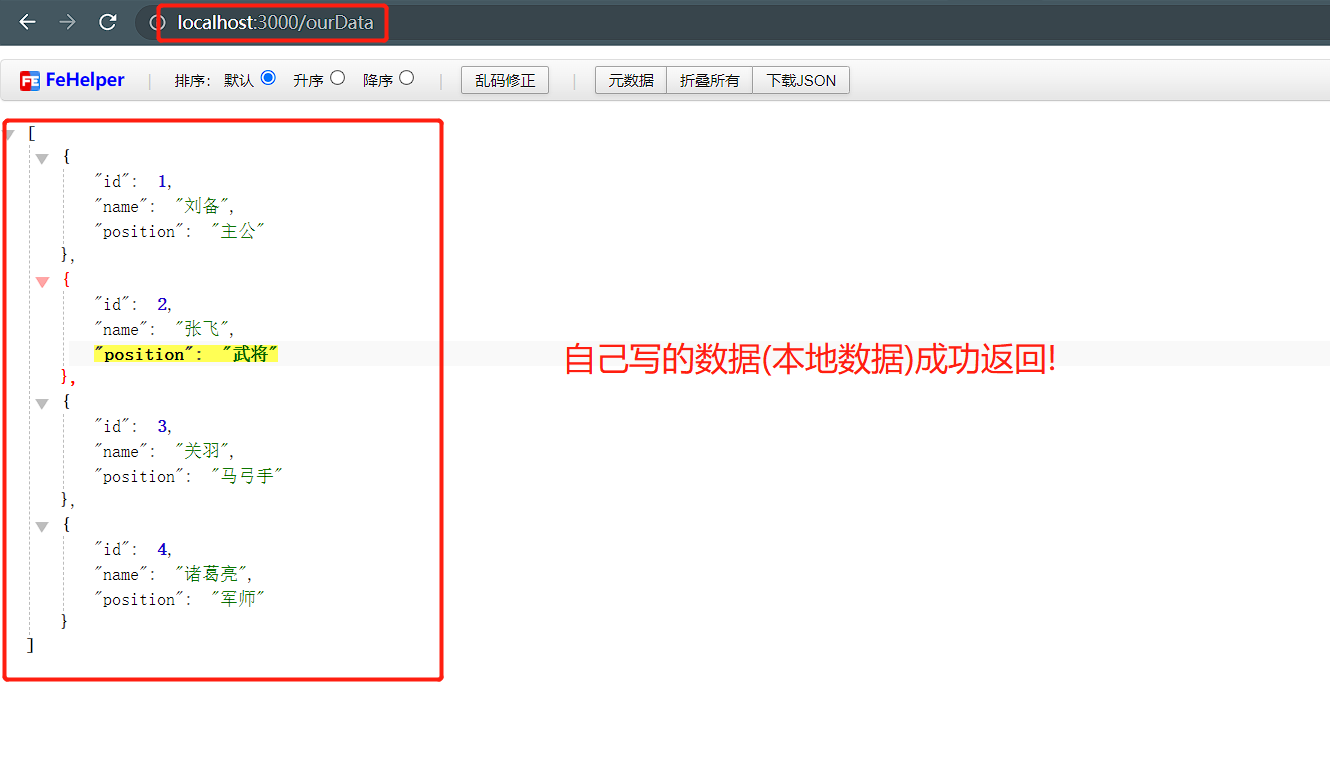 localhost:3000/ourData
FeHelper | 排序: 默认 升序 降序 | 乱码修正 | 元数据 折叠所有 下载JSON
[
{
"id": 1,
"name": "刘备",
"position": "主公"
},
{
"id": 2,
"name": "张飞",
"position": "武将"
自己写的数据(本地数据)成功返回!
},
{
"id": 3,
"name": "关羽",
"position": "马弓手"
},
{
"id": 4,
"name": "诸葛亮",
"position": "军师"
}
]